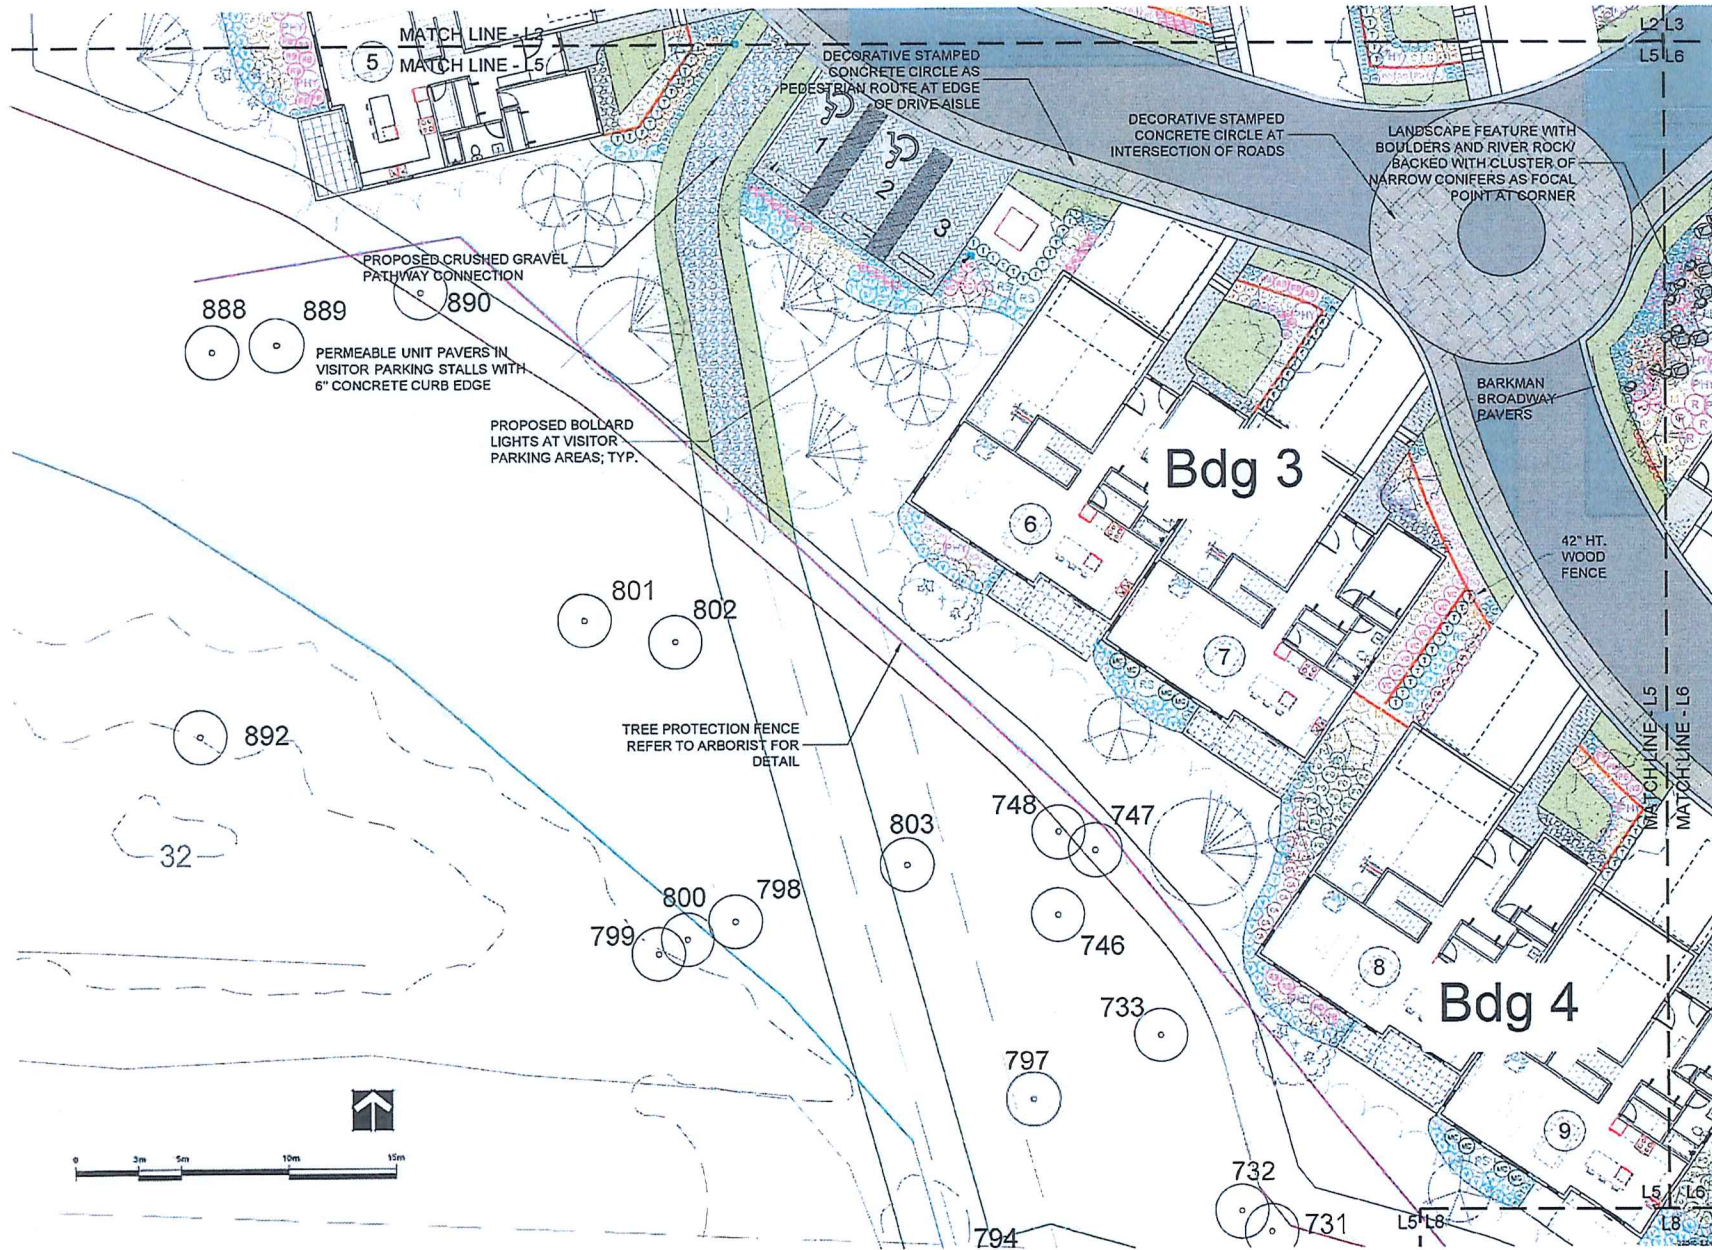 MATCH LINE - L2
MATCH LINE - L5
5
L2 L3
L5 L6
DECORATIVE STAMPED
CONCRETE CIRCLE AS
PEDESTRIAN ROUTE AT EDGE
OF DRIVE AISLE
DECORATIVE STAMPED
CONCRETE CIRCLE AT
INTERSECTION OF ROADS
LANDSCAPE FEATURE WITH
BOULDERS AND RIVER ROCK/
BACKED WITH CLUSTER OF
NARROW CONIFERS AS FOCAL
POINT AT CORNER
1
2
3
PROPOSED CRUSHED GRAVEL
PATHWAY CONNECTION
888
889
890
PERMEABLE UNIT PAVERS IN
VISITOR PARKING STALLS WITH
6" CONCRETE CURB EDGE
PROPOSED BOLLARD
LIGHTS AT VISITOR
PARKING AREAS; TYP.
BARKMAN
BROADWAY
PAVERS
Bdg 3
6
7
42" HT.
WOOD
FENCE
801
802
892
TREE PROTECTION FENCE
REFER TO ARBORIST FOR
DETAIL
MATCH LINE - L5
MATCH LINE - L6
32
803
748
747
746
798
800
799
733
797
8
Bdg 4
9
0 3m 5m 10m 15m
732
731
794
L5 L6
L5 L8
L8